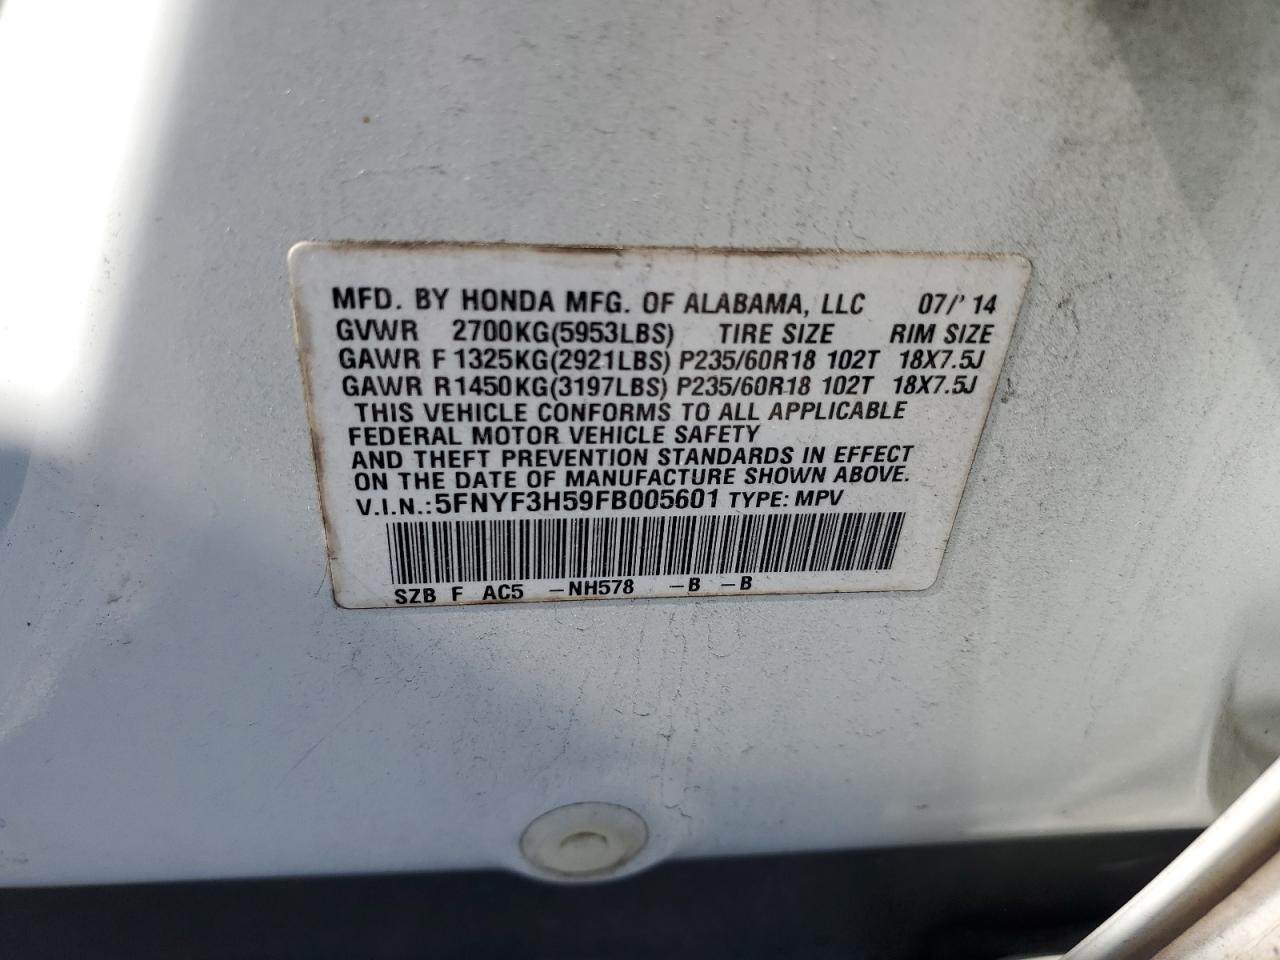 MFD. BY HONDA MFG. OF ALABAMA, LLC 07/' 14
GVWR 2700KG(5953LBS) TIRE SIZE RIM SIZE
GAWR F 1325KG(2921LBS) P235/60R18 102T 18X7.5J
GAWR R1450KG(3197LBS) P235/60R18 102T 18X7.5J
THIS VEHICLE CONFORMS TO ALL APPLICABLE
FEDERAL MOTOR VEHICLE SAFETY
AND THEFT PREVENTION STANDARDS IN EFFECT
ON THE DATE OF MANUFACTURE SHOWN ABOVE.
V.I.N.:5FNYF3H59FB005601 TYPE: MPV
SZB F AC5 -NH578 -B -B